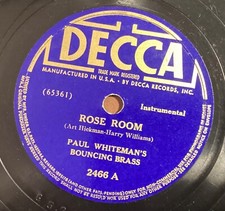 DECCA
TRADE MARK REGISTERED
MANUFACTURED IN U.S.A. BY DECCA RECORDS, INC.
(65361)
Instrumental
ROSE ROOM
(Art Hickman-Harry Williams)
PAUL WHITEMAN'S
BOUNCING BRASS
2466 A